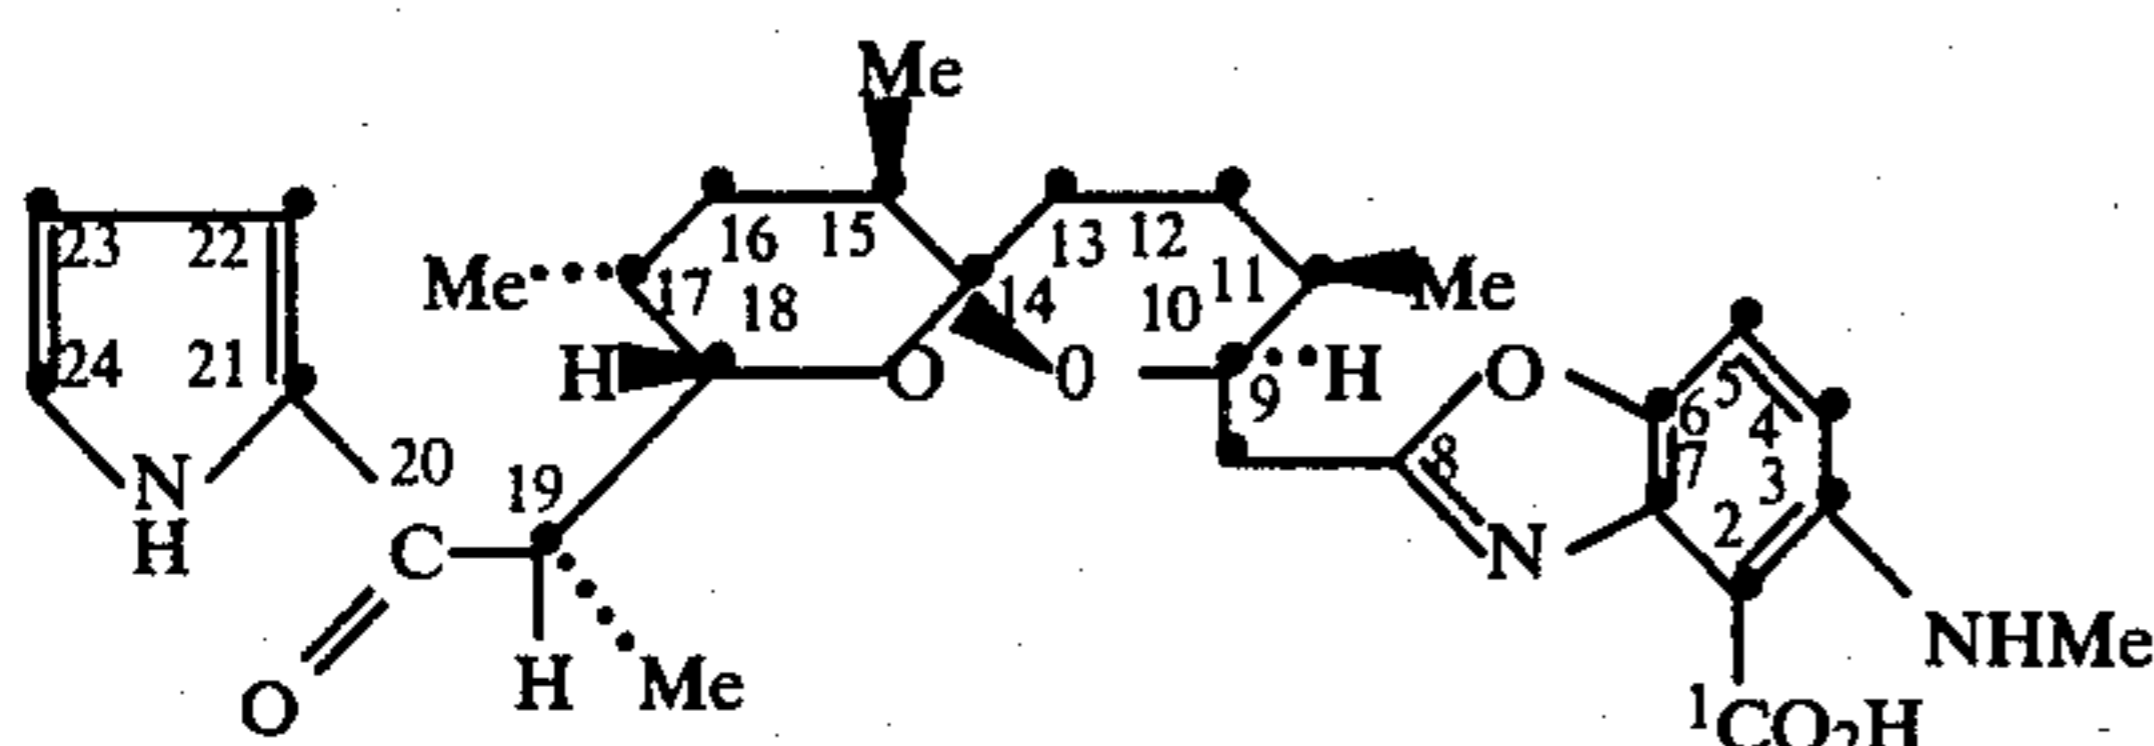 Me
23 22 16 15 13 12
Me 17 18 14 10 11 Me
24 21 H O 0 9 H O 5
20 19 8 6 4
7 3
N C N 2
H NHMe
O H Me 1CO2H